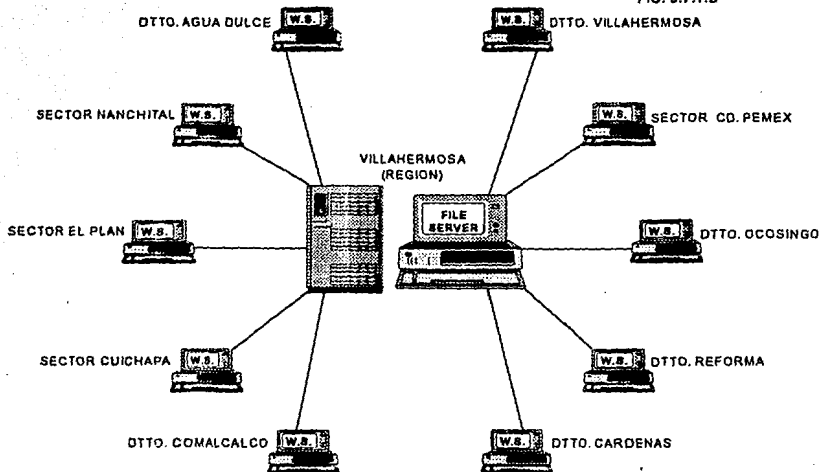 DTTO. AGUA DULCE W.S.
W.S. DTTO. VILLAHERMOSA
SECTOR NANCHITAL W.S.
W.S. SECTOR CD. PEMEX
VILLAHERMOSA
(REGION)
FILE
SERVER
SECTOR EL PLAN W.S.
W.S. DTTO. OCOSINGO
SECTOR CUICHAPA W.S.
W.S. DTTO. REFORMA
DTTO. COMALCALCO W.S.
W.S. DTTO. CARDENAS